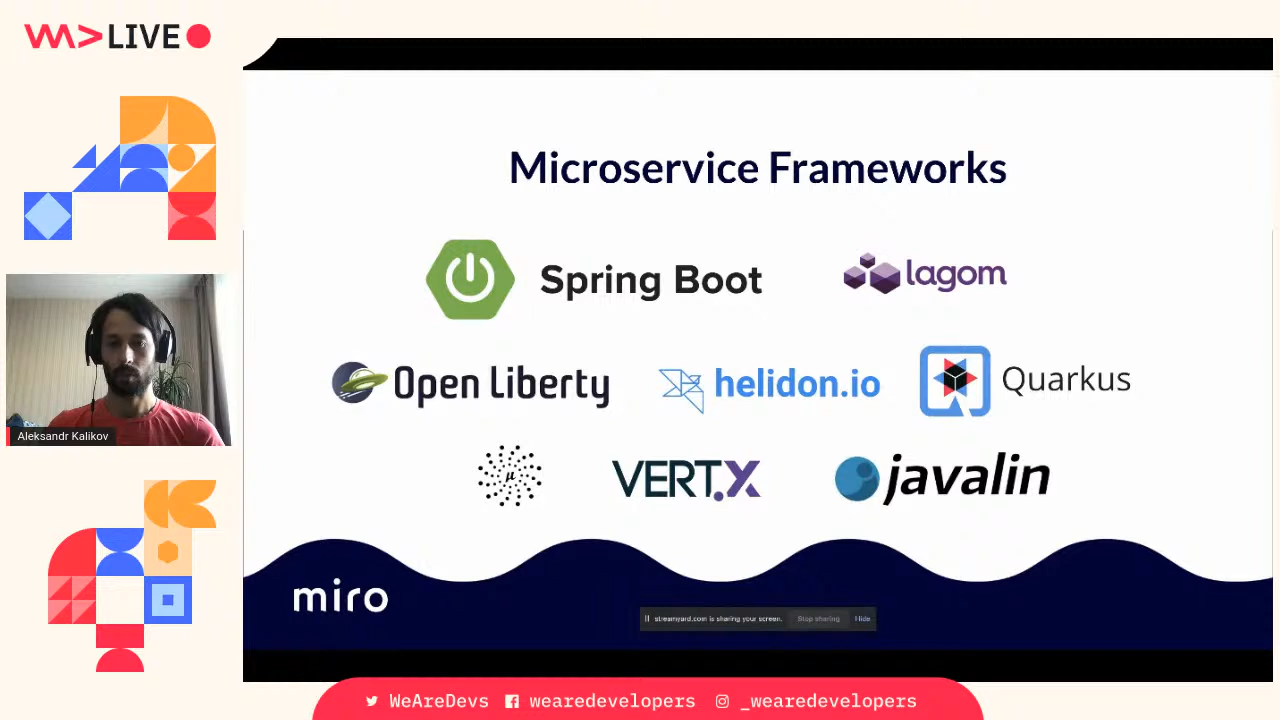 LIVE
Microservice Frameworks
Spring Boot
lagom
Open Liberty
helidon.io
Quarkus
μ
VERT.X
javalin
Aleksandr Kalikov
miro
streamyard.com is sharing your screen. Stop sharing Hide
WeAreDevs wearedevelopers _wearedevelopers